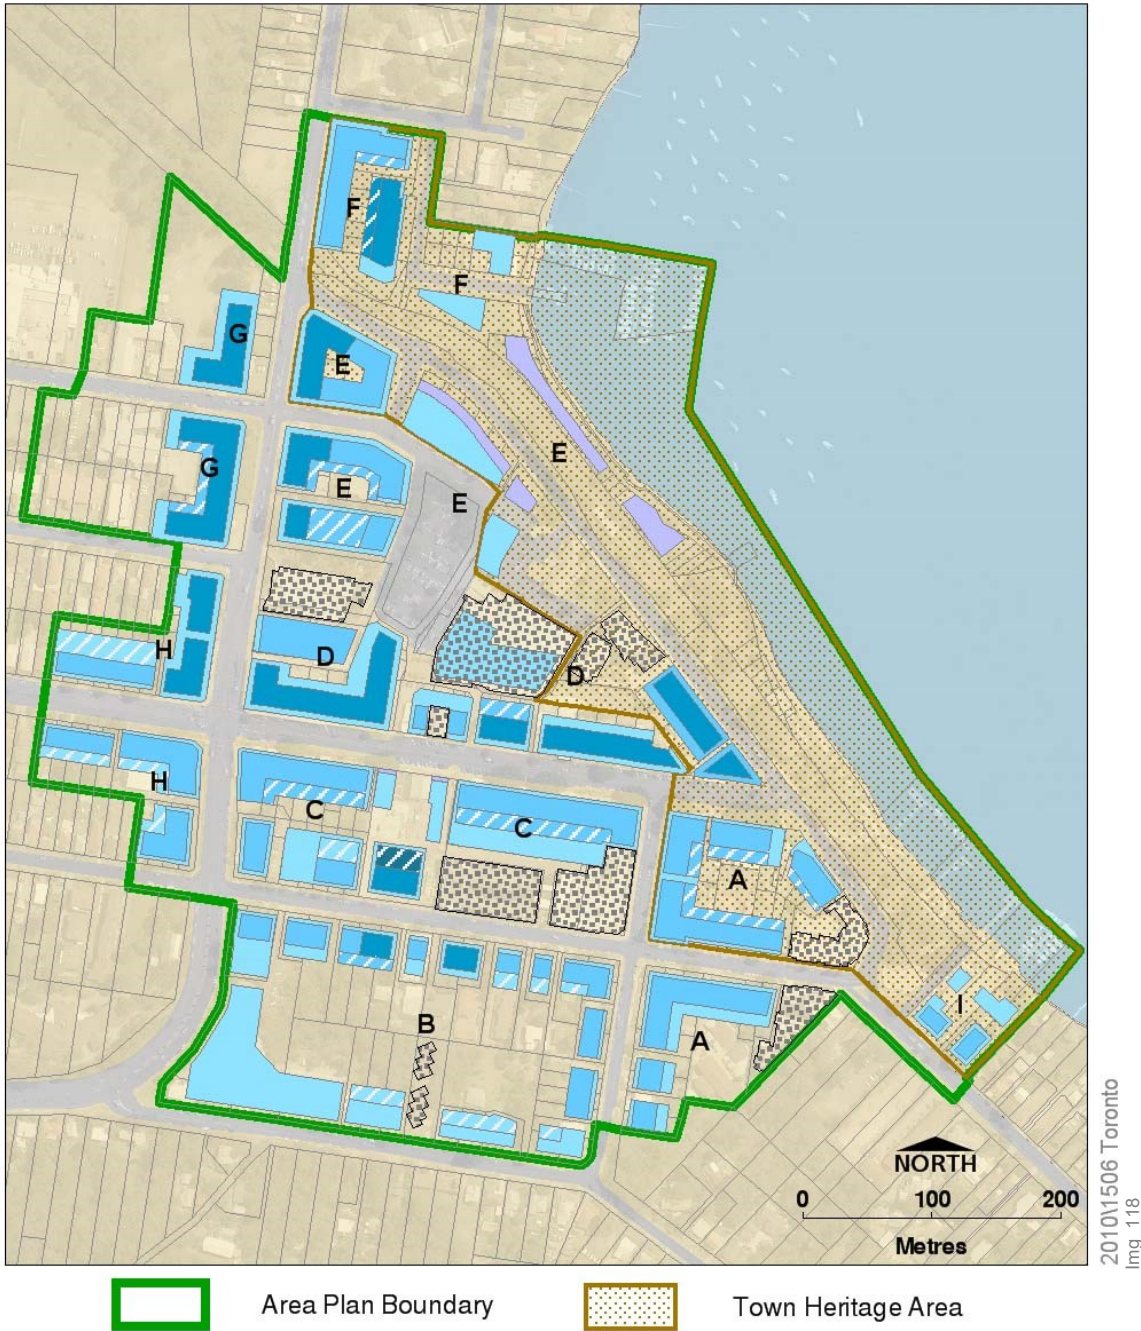 F
F
G
E
E
G
E
E
H
D
D
H
C
C
A
B
A
I
NORTH
0 100 200
Metres
2010\1506 Toronto
Img 118
Area Plan Boundary Town Heritage Area